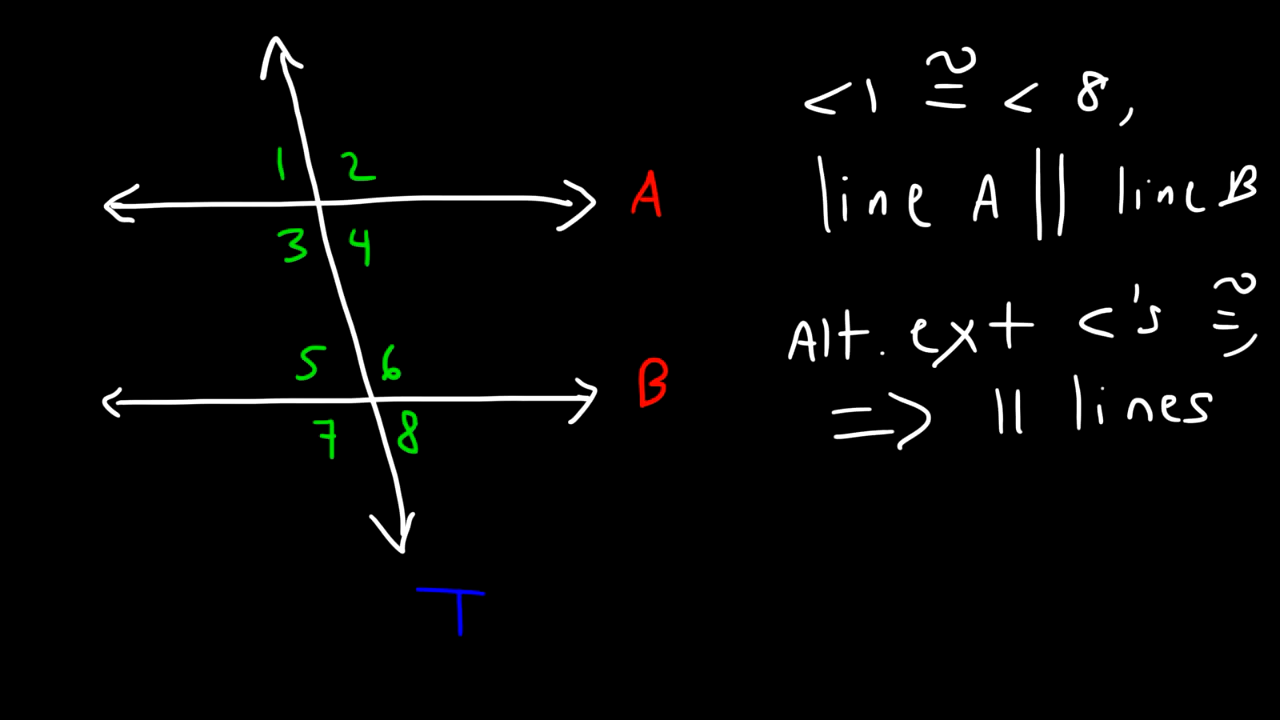 1 2
A
3 4
5 6
B
7 8
T
<1 ≅ < 8,
line A || line B
Alt. ext <'s ≅,
=> || lines